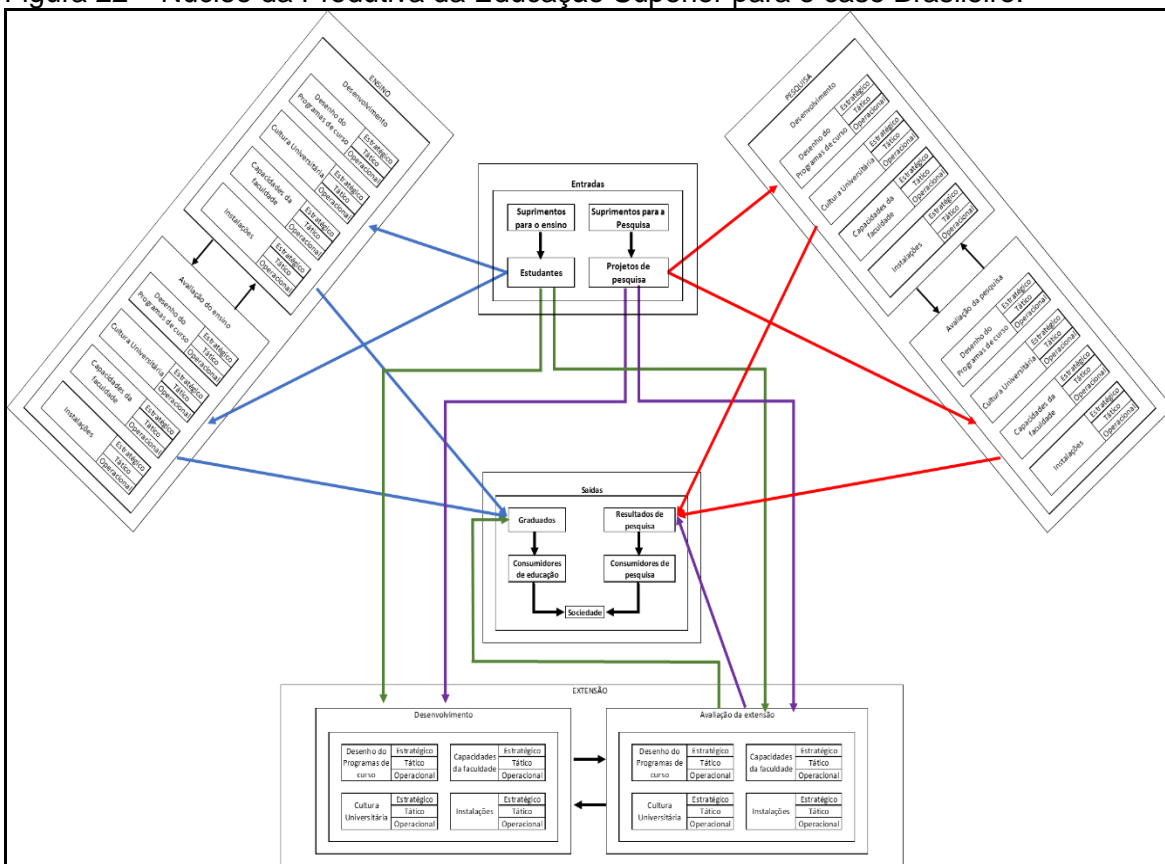 Figura 22 – Núcleo da Produtiva da Educação Superior para o caso Brasileiro.
ENSINO
Desenvolvimento
Desenho do
Programas de curso
Estratégico
Tático
Operacional
Cultura Universitária
Estratégico
Tático
Operacional
Capacidades da
faculdade
Estratégico
Tático
Operacional
Instalações
Estratégico
Tático
Operacional
Avaliação do ensino
Desenho do
Programas de curso
Estratégico
Tático
Operacional
Cultura Universitária
Estratégico
Tático
Operacional
Capacidades da
faculdade
Estratégico
Tático
Operacional
Instalações
Estratégico
Tático
Operacional
Entradas
Suprimentos
para o ensino
Suprimentos para a
Pesquisa
Estudantes
Projetos de
pesquisa
PESQUISA
Desenvolvimento
Desenho do
Programas de curso
Estratégico
Tático
Operacional
Cultura Universitária
Estratégico
Tático
Operacional
Capacidades da
faculdade
Estratégico
Tático
Operacional
Instalações
Estratégico
Tático
Operacional
Avaliação da pesquisa
Desenho do
Programas de curso
Estratégico
Tático
Operacional
Cultura Universitária
Estratégico
Tático
Operacional
Capacidades da
faculdade
Estratégico
Tático
Operacional
Instalações
Estratégico
Tático
Operacional
Saídas
Graduados
Resultados de
pesquisa
Consumidores
de educação
Consumidores de
pesquisa
Sociedade
EXTENSÃO
Desenvolvimento
Desenho do
Programas de
curso
Estratégico
Tático
Operacional
Capacidades
da faculdade
Estratégico
Tático
Operacional
Cultura
Universitária
Estratégico
Tático
Operacional
Instalações
Estratégico
Tático
Operacional
Avaliação da extensão
Desenho do
Programas de
curso
Estratégico
Tático
Operacional
Capacidades
da faculdade
Estratégico
Tático
Operacional
Cultura
Universitária
Estratégico
Tático
Operacional
Instalações
Estratégico
Tático
Operacional